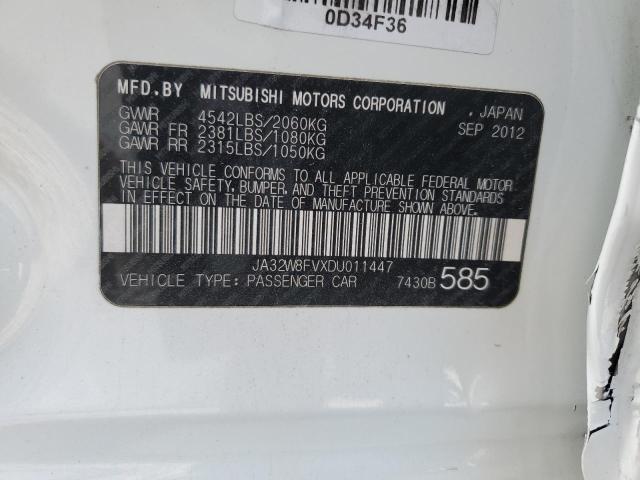 0D34F36
MFD.BY MITSUBISHI MOTORS CORPORATION , JAPAN
GVWR 4542LBS/2060KG SEP 2012
GAWR FR 2381LBS/1080KG
GAWR RR 2315LBS/1050KG
THIS VEHICLE CONFORMS TO ALL APPLICABLE FEDERAL MOTOR
VEHICLE SAFETY, BUMPER, AND THEFT PREVENTION STANDARDS
IN EFFECT ON THE DATE OF MANUFACTURE SHOWN ABOVE.
JA32W8FVXDU011447
VEHICLE TYPE: PASSENGER CAR 7430B 585